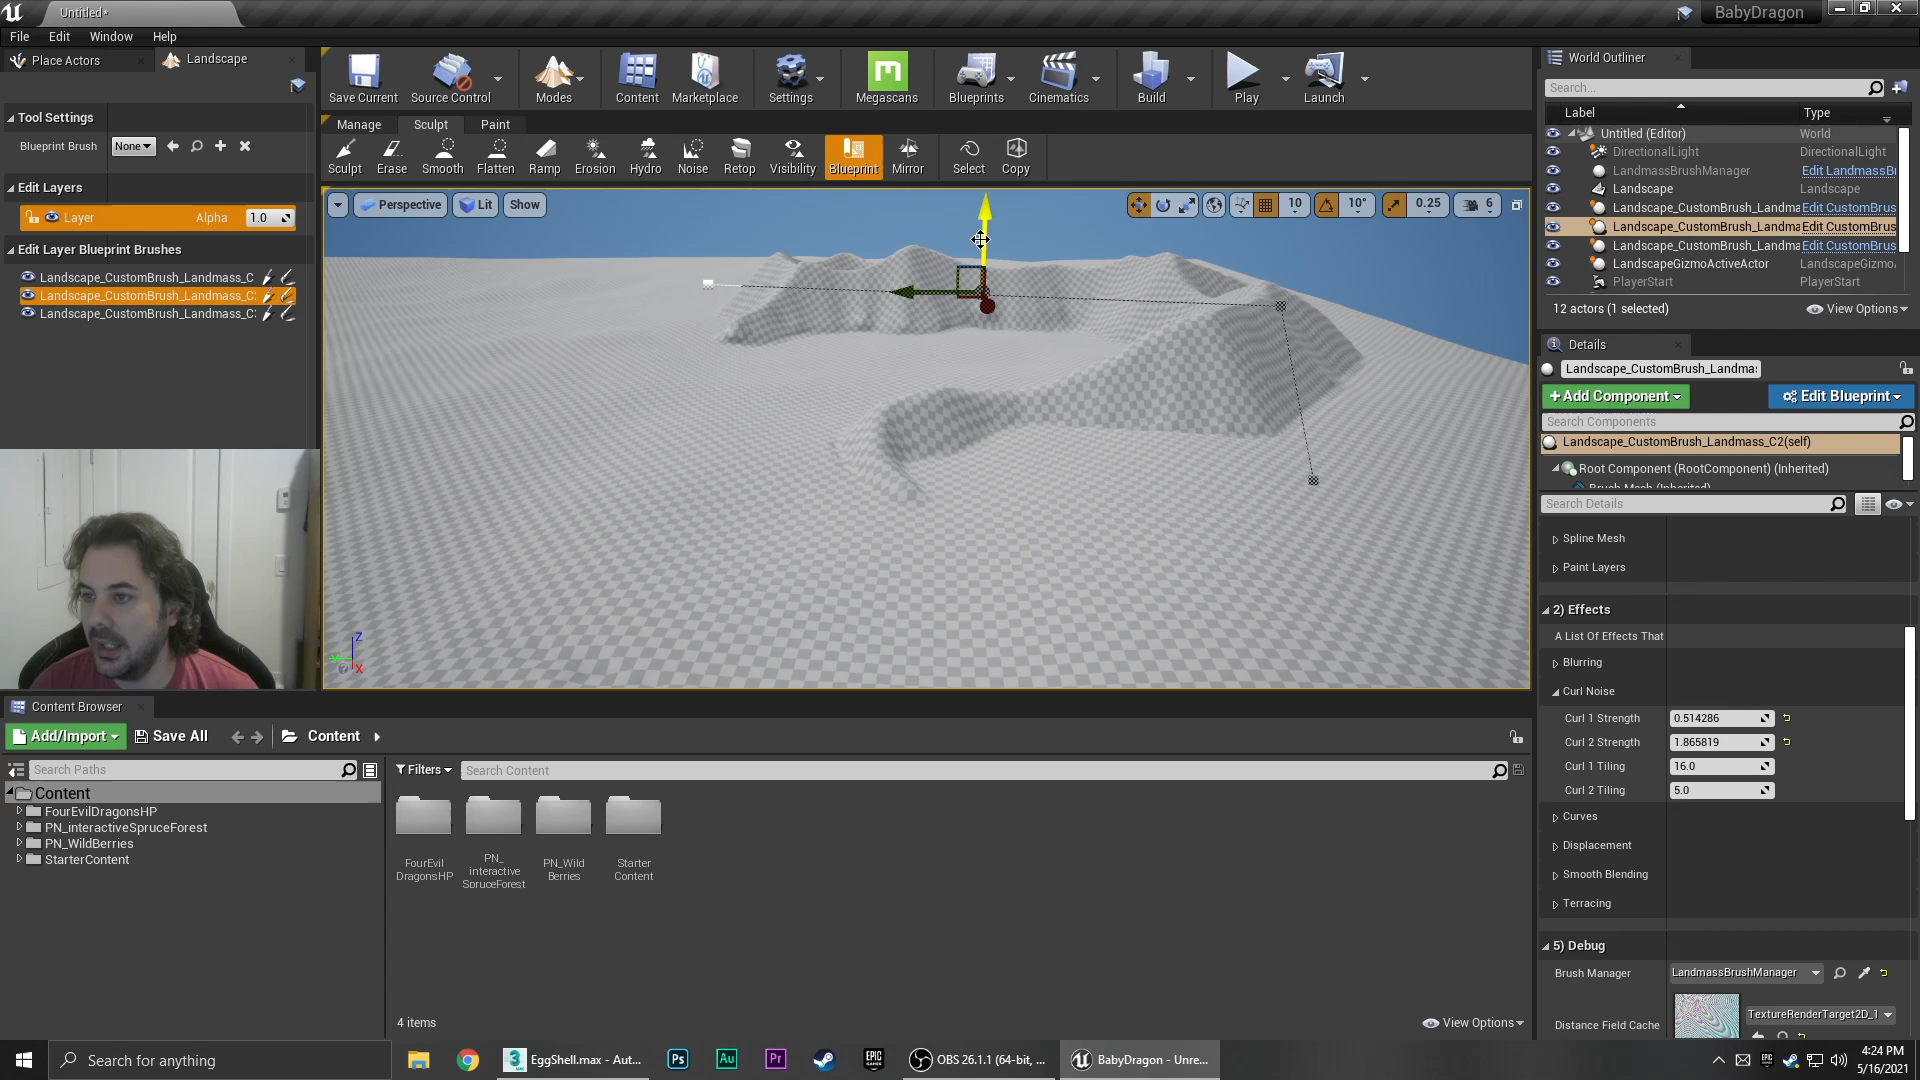 Untitled*
BabyDragon
File Edit Window Help
Place Actors
Landscape
Tool Settings
Blueprint Brush None
Edit Layers
Layer Alpha 1.0
Edit Layer Blueprint Brushes
Landscape_CustomBrush_Landmass_C
Landscape_CustomBrush_Landmass_C
Landscape_CustomBrush_Landmass_C
Save Current Source Control Modes Content Marketplace Settings Megascans Blueprints Cinematics Build Play Launch
Manage Sculpt Paint
Sculpt Erase Smooth Flatten Ramp Erosion Hydro Noise Retop Visibility Blueprint Mirror Select Copy
Perspective Lit Show 10 10° 0.25 6
Z
X
World Outliner
Search...
Label Type
Untitled (Editor) World
DirectionalLight DirectionalLight
LandmassBrushManager Edit LandmassB
Landscape Landscape
Landscape_CustomBrush_Landma Edit CustomBrus
Landscape_CustomBrush_Landma Edit CustomBrus
Landscape_CustomBrush_Landma Edit CustomBrus
LandscapeGizmoActiveActor LandscapeGizmo
PlayerStart PlayerStart
12 actors (1 selected) View Options
Details
Landscape_CustomBrush_Landmas
+Add Component Edit Blueprint
Search Components
Landscape_CustomBrush_Landmass_C2(self)
Root Component (RootComponent) (Inherited)
Brush Mesh (Inherited)
Search Details
Spline Mesh
Paint Layers
2) Effects
A List Of Effects That
Blurring
Curl Noise
Curl 1 Strength 0.514286
Curl 2 Strength 1.865819
Curl 1 Tiling 16.0
Curl 2 Tiling 5.0
Curves
Displacement
Smooth Blending
Terracing
5) Debug
Brush Manager LandmassBrushManager
Distance Field Cache TextureRenderTarget2D_1
Content Browser
Add/Import Save All Content
Search Paths
Filters Search Content
Content
FourEvilDragonsHP
PN_interactiveSpruceForest
PN_WildBerries
StarterContent
FourEvil
DragonsHP
PN_
interactive
SpruceForest
PN_Wild
Berries
Starter
Content
4 items View Options
Search for anything
EggShell.max - Aut...
Ps
Au
Pr
EPIC
GAMES
OBS 26.1.1 (64-bit, ...
BabyDragon - Unre...
4:24 PM
5/16/2021